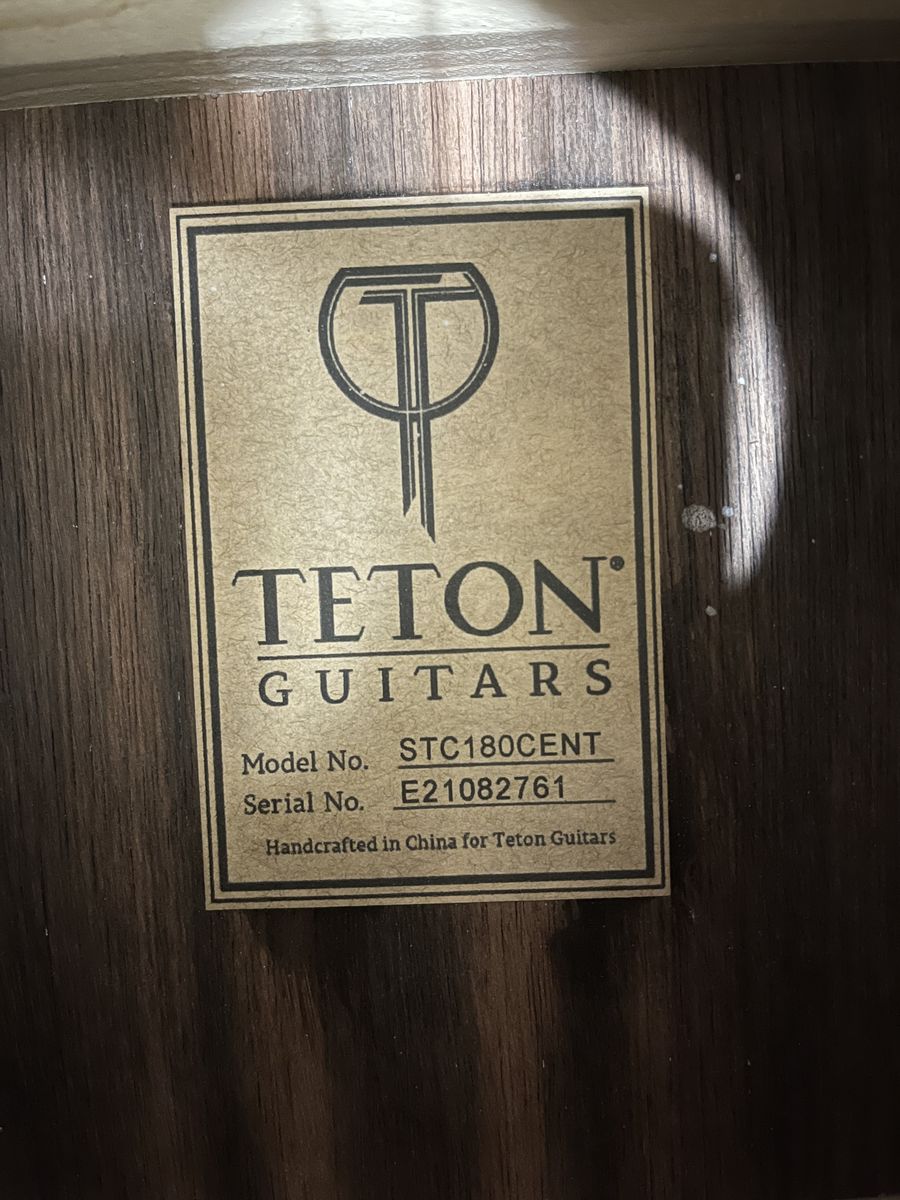 TETON®
GUITARS
Model No. STC180CENT
Serial No. E21082761
Handcrafted in China for Teton Guitars